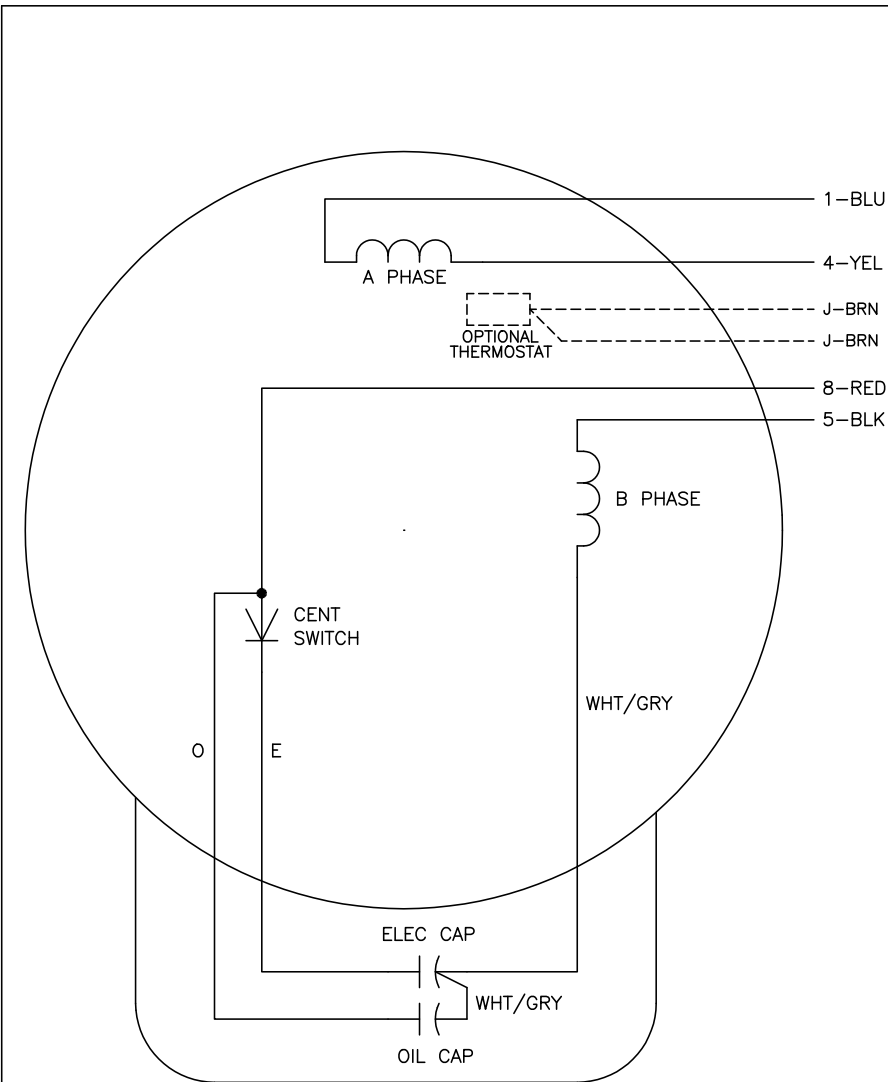 1-BLU
4-YEL
A PHASE
J-BRN
OPTIONAL
THERMOSTAT
J-BRN
8-RED
5-BLK
B PHASE
CENT
SWITCH
WHT/GRY
O
E
ELEC CAP
WHT/GRY
OIL CAP